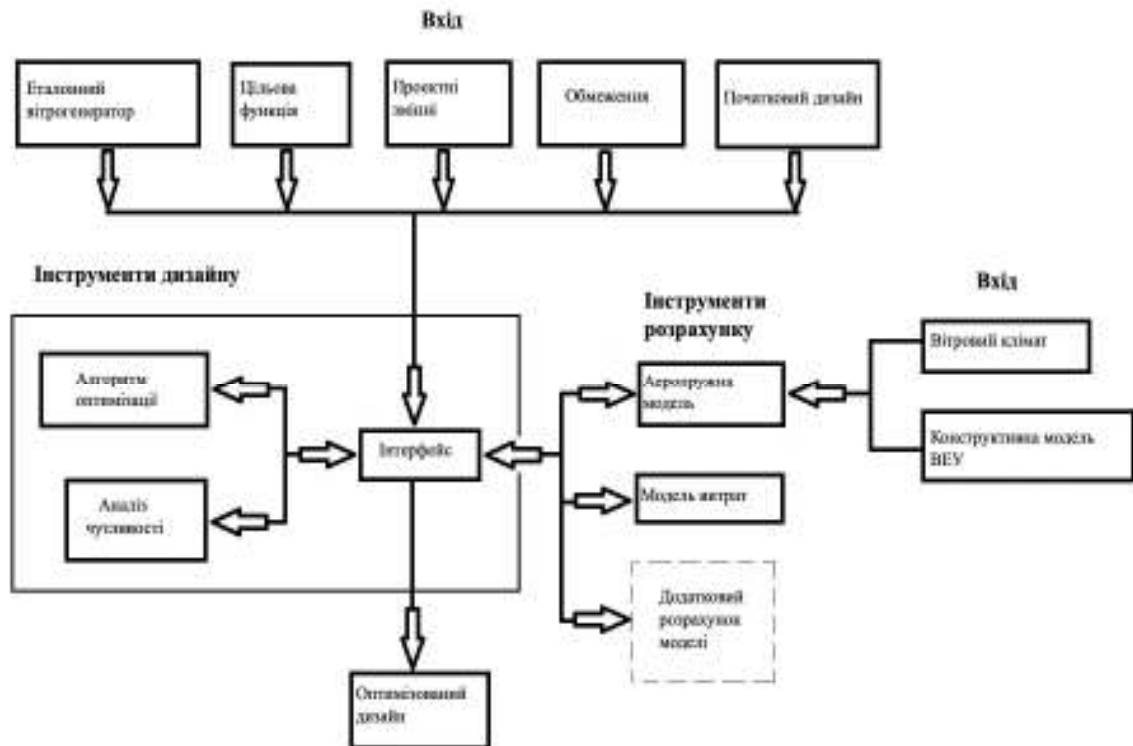 Вхід
Еталонний
вітрогенератор
Цільова
функція
Проектні
змінні
Обмеження
Початковий дизайн
Інструменти дизайну
Інструменти
розрахунку
Вхід
Алгоритм
оптимізації
Аналіз
чутливості
Інтерфейс
Аеропружна
модель
Модель витрат
Додатковий
розрахунок
моделі
Вітровий клімат
Конструктивна модель
ВЕУ
Оптимізований
дизайн